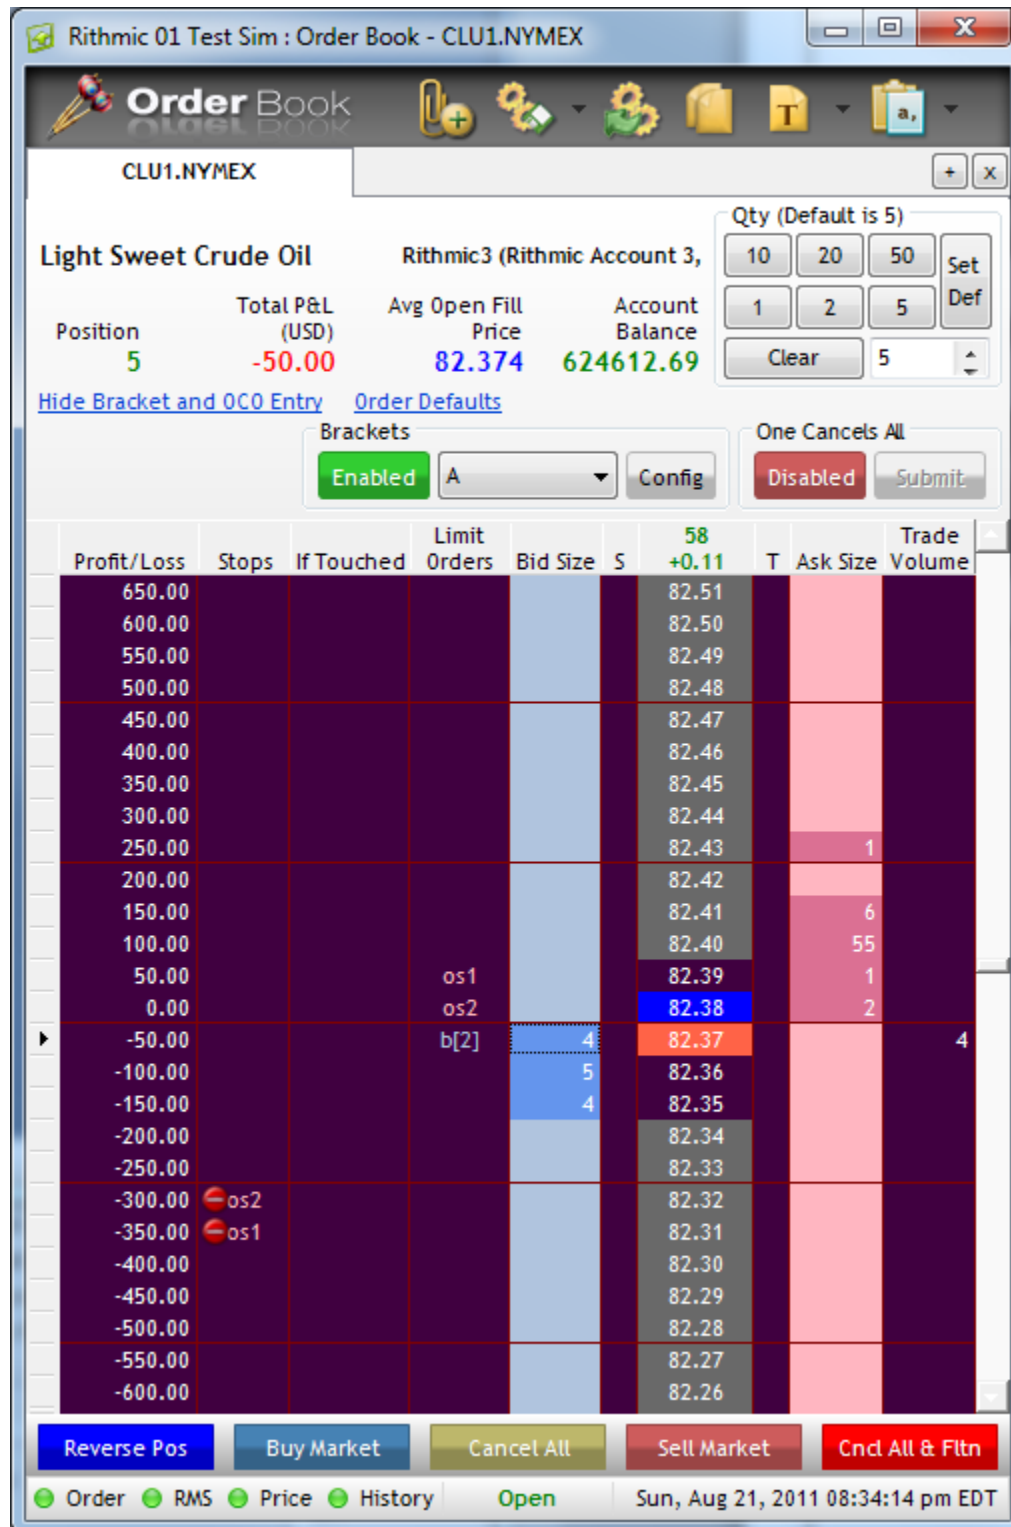 Rithmic 01 Test Sim : Order Book - CLU1.NYMEX
Order Book
T
a,
CLU1.NYMEX
+ x
Qty (Default is 5)
Light Sweet Crude Oil Rithmic3 (Rithmic Account 3,
10 20 50 Set Def
1 2 5
Clear 5
Position Total P&L (USD) Avg Open Fill Price Account Balance
5 -50.00 82.374 624612.69
Hide Bracket and OCO Entry Order Defaults
Brackets One Cancels All
Enabled A Config Disabled Submit
Profit/Loss Stops If Touched Limit Orders Bid Size S 58 +0.11 T Ask Size Trade Volume
650.00 82.51
600.00 82.50
550.00 82.49
500.00 82.48
450.00 82.47
400.00 82.46
350.00 82.45
300.00 82.44
250.00 82.43 1
200.00 82.42
150.00 82.41 6
100.00 82.40 55
50.00 os1 82.39 1
0.00 os2 82.38 2
-50.00 b[2] 4 82.37 4
-100.00 5 82.36
-150.00 4 82.35
-200.00 82.34
-250.00 82.33
-300.00 os2 82.32
-350.00 os1 82.31
-400.00 82.30
-450.00 82.29
-500.00 82.28
-550.00 82.27
-600.00 82.26
Reverse Pos Buy Market Cancel All Sell Market Cncl All & Fltn
Order RMS Price History Open Sun, Aug 21, 2011 08:34:14 pm EDT